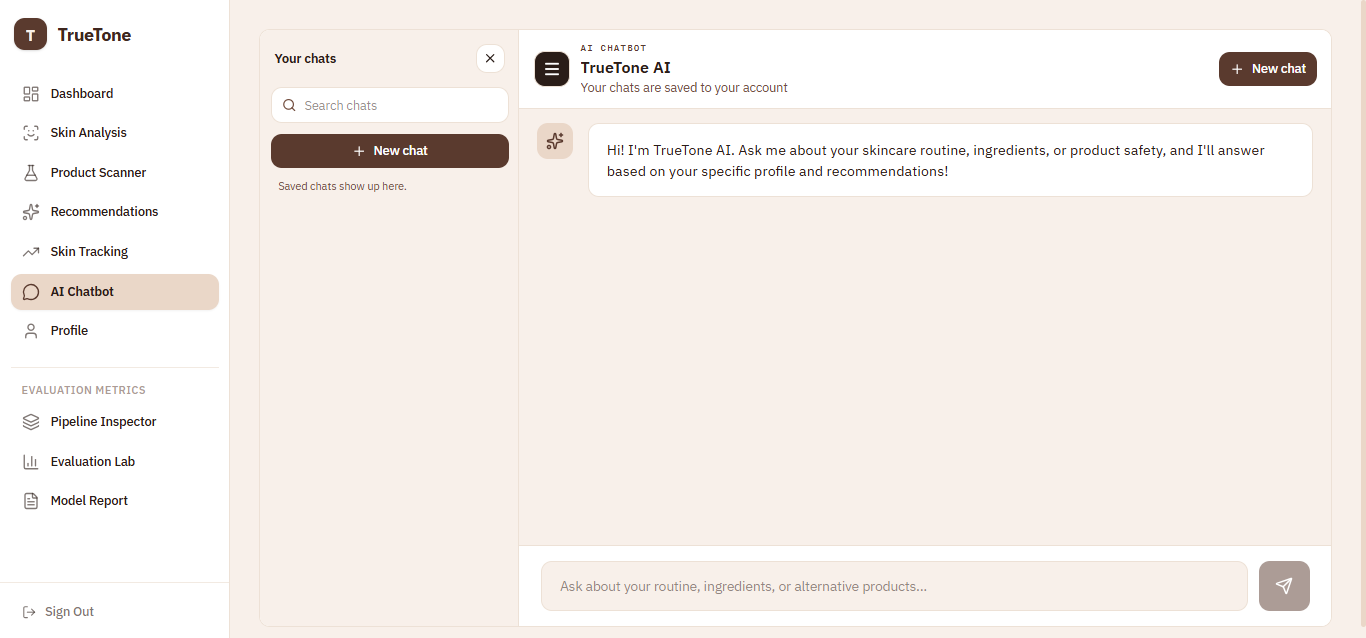 T TrueTone
Dashboard
Skin Analysis
Product Scanner
Recommendations
Skin Tracking
AI Chatbot
Profile
EVALUATION METRICS
Pipeline Inspector
Evaluation Lab
Model Report
Sign Out
Your chats
Search chats
New chat
Saved chats show up here.
AI CHATBOT
TrueTone AI
Your chats are saved to your account
New chat
Hi! I'm TrueTone AI. Ask me about your skincare routine, ingredients, or product safety, and I'll answer
based on your specific profile and recommendations!
Ask about your routine, ingredients, or alternative products...